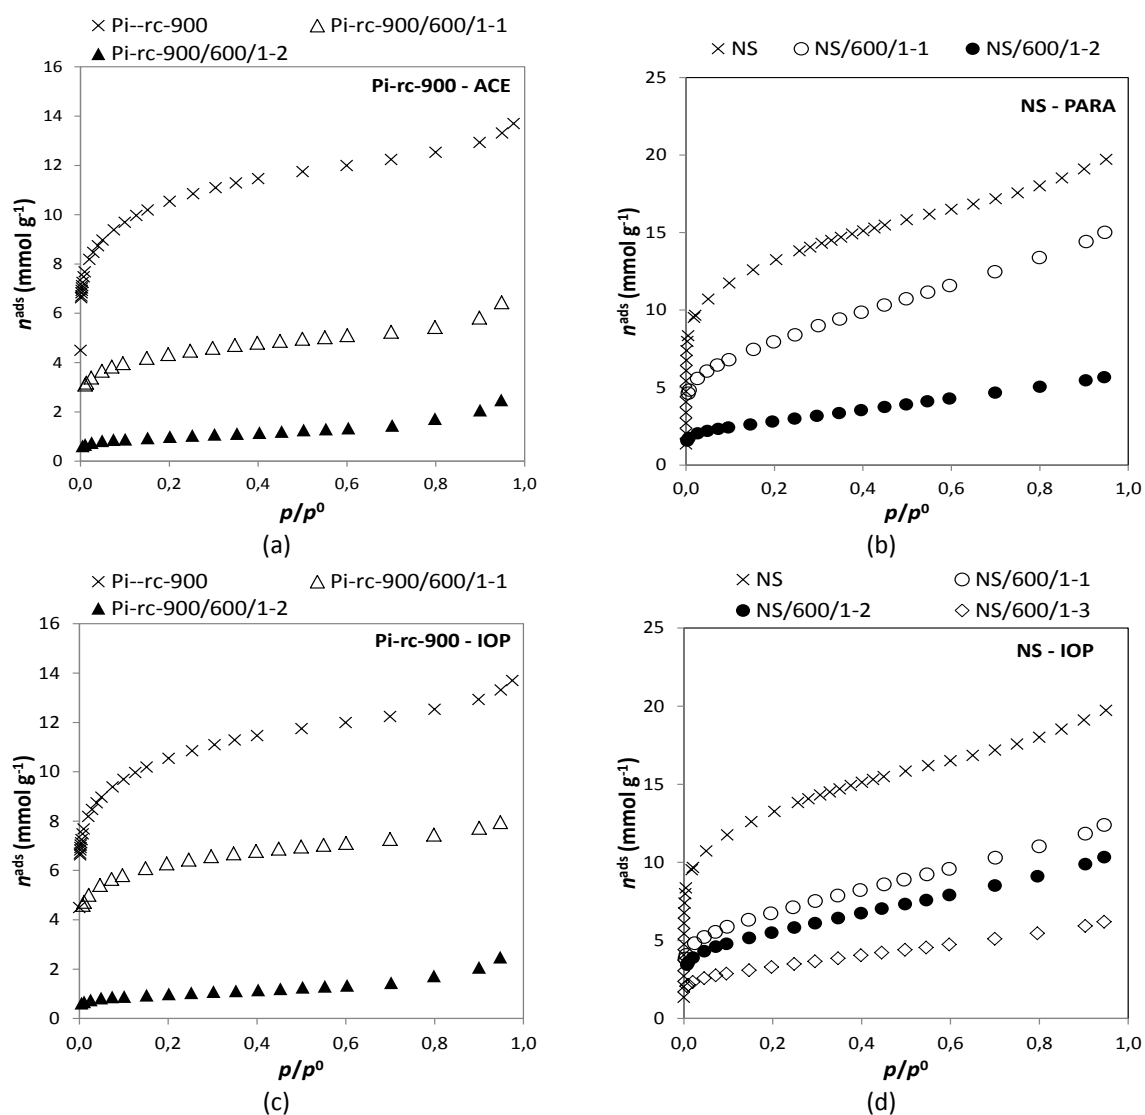 × Pi--rc-900 △ Pi-rc-900/600/1-1
▲ Pi-rc-900/600/1-2
Pi-rc-900 - ACE
16
14
12
10
8
6
4
2
0
nᵃᵈˢ (mmol g⁻¹)
0,0 0,2 0,4 0,6 0,8 1,0
p/p⁰
(a)
× NS ○ NS/600/1-1 ● NS/600/1-2
NS - PARA
25
20
15
10
5
0
nᵃᵈˢ (mmol g⁻¹)
0,0 0,2 0,4 0,6 0,8 1,0
p/p⁰
(b)
× Pi--rc-900 △ Pi-rc-900/600/1-1
▲ Pi-rc-900/600/1-2
Pi-rc-900 - IOP
16
14
12
10
8
6
4
2
0
nᵃᵈˢ (mmol g⁻¹)
0,0 0,2 0,4 0,6 0,8 1,0
p/p⁰
(c)
× NS ○ NS/600/1-1
● NS/600/1-2 ◇ NS/600/1-3
NS - IOP
25
20
15
10
5
0
nᵃᵈˢ (mmol g⁻¹)
0,0 0,2 0,4 0,6 0,8 1,0
p/p⁰
(d)